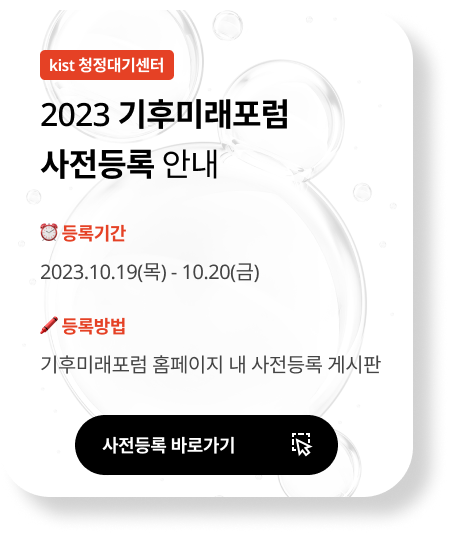 kist 청정대기센터
2023 기후미래포럼
사전등록 안내
등록기간
2023.10.19(목) - 10.20(금)
등록방법
기후미래포럼 홈페이지 내 사전등록 게시판
사전등록 바로가기